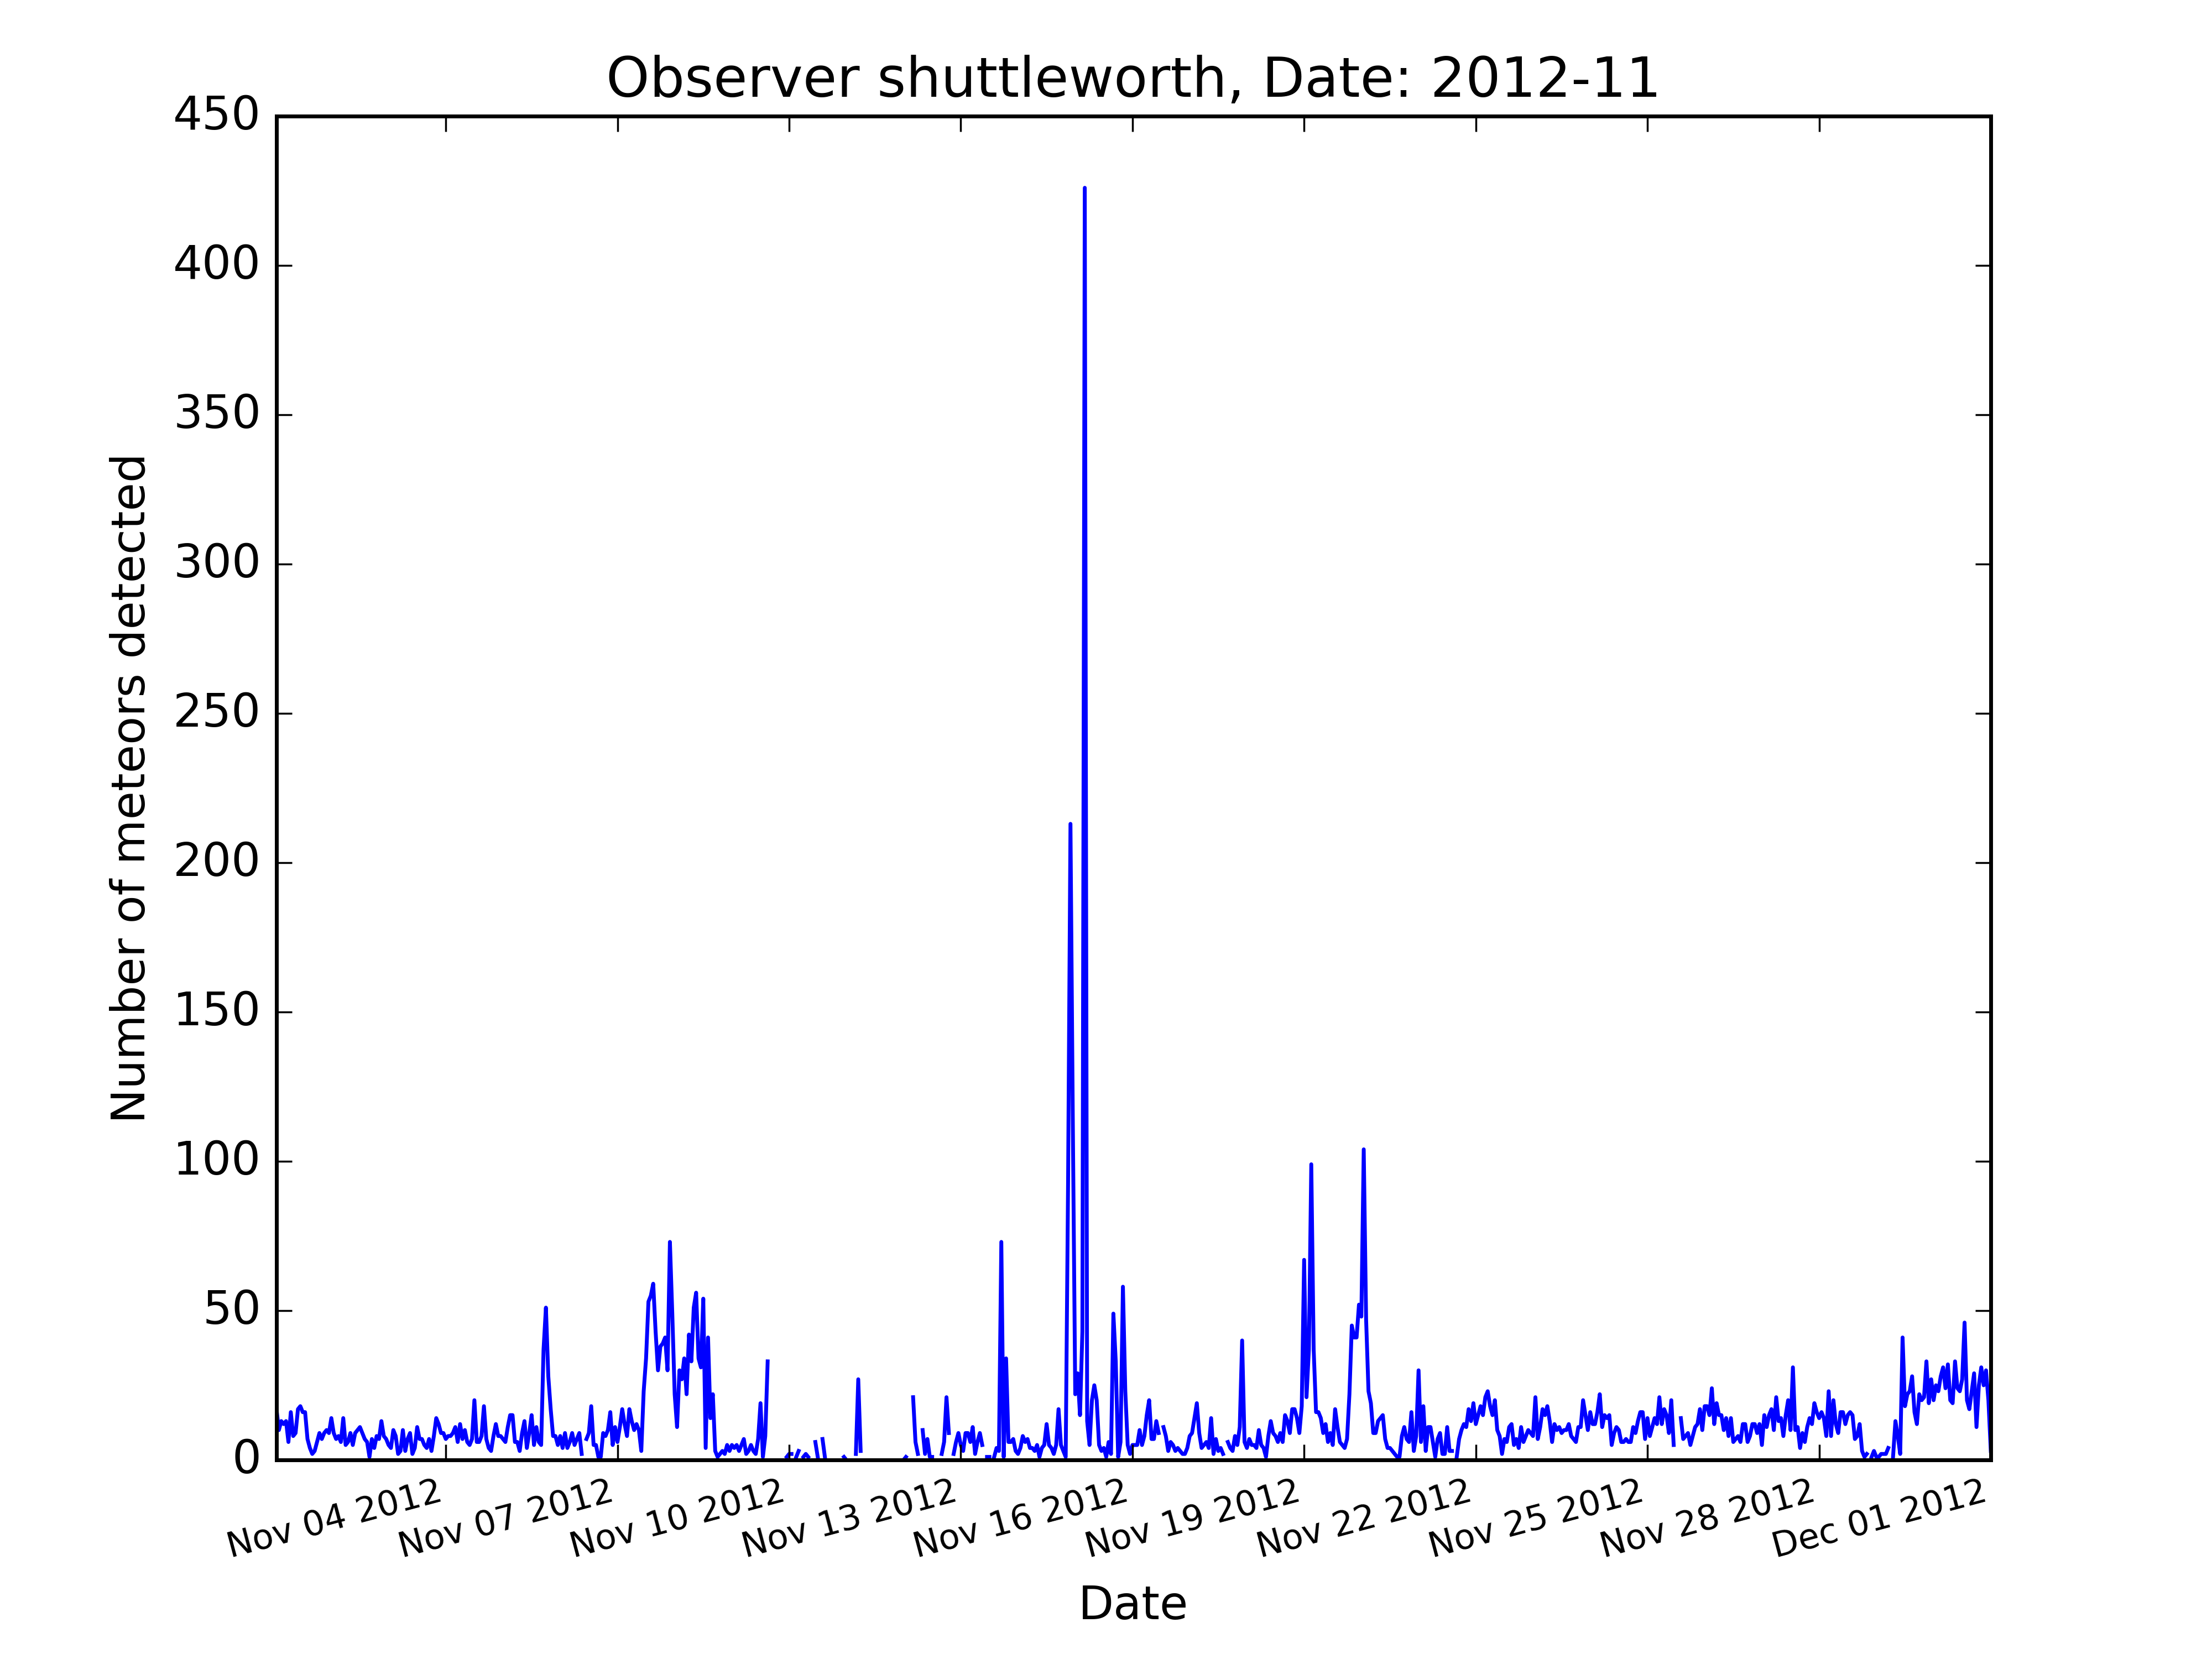 Observer shuttleworth, Date: 2012-11
450
400
350
300
250
200
150
100
50
0
Number of meteors detected
Nov 04 2012
Nov 07 2012
Nov 10 2012
Nov 13 2012
Nov 16 2012
Nov 19 2012
Nov 22 2012
Nov 25 2012
Nov 28 2012
Dec 01 2012
Date